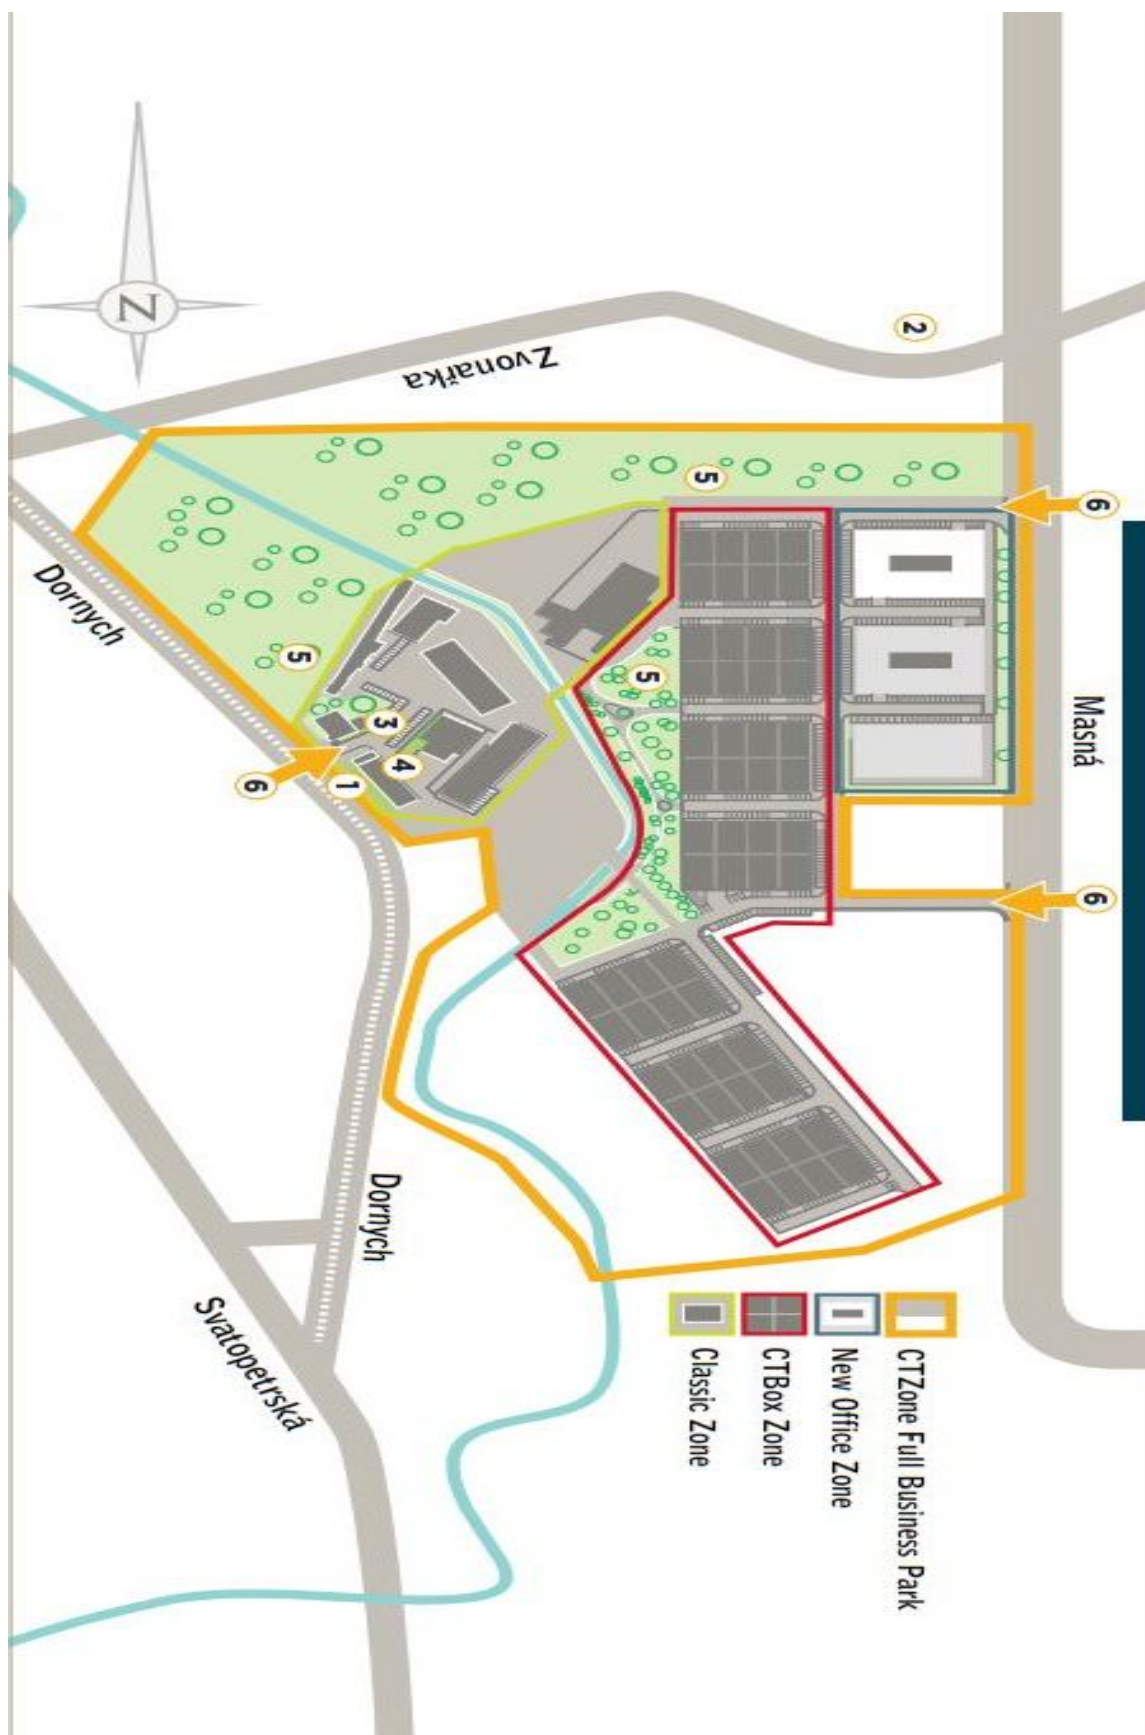 6
6
Masná
2
CTZone Full Business Park
New Office Zone
CTBox Zone
Classic Zone
5
5
Zvonařka
4
3
1
5
6
Dornych
Dornych
Svatopetrská
N